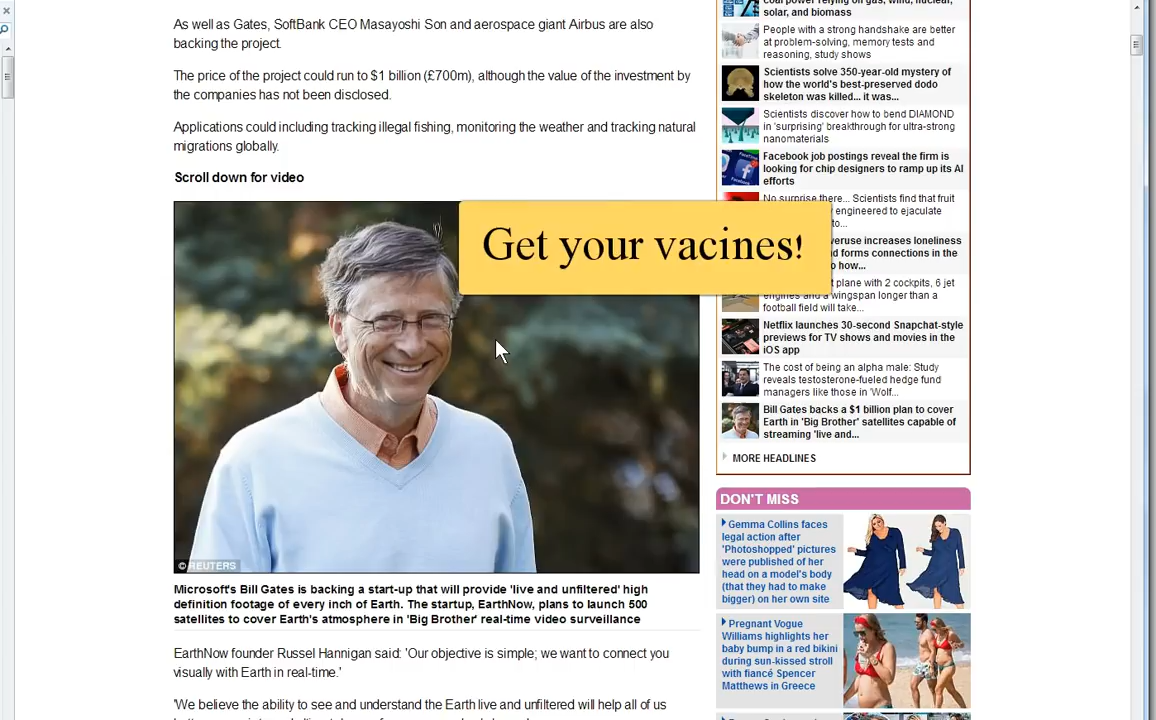 As well as Gates, SoftBank CEO Masayoshi Son and aerospace giant Airbus are also
backing the project.
The price of the project could run to $1 billion (£700m), although the value of the investment by
the companies has not been disclosed.
Applications could including tracking illegal fishing, monitoring the weather and tracking natural
migrations globally.
Scroll down for video
Get your vacines!
© REUTERS
Microsoft's Bill Gates is backing a start-up that will provide 'live and unfiltered' high
definition footage of every inch of Earth. The startup, EarthNow, plans to launch 500
satellites to cover Earth's atmosphere in 'Big Brother' real-time video surveillance
EarthNow founder Russel Hannigan said: 'Our objective is simple; we want to connect you
visually with Earth in real-time.'
'We believe the ability to see and understand the Earth live and unfiltered will help all of us
coal power relying on gas, wind, nuclear,
solar, and biomass
People with a strong handshake are better
at problem-solving, memory tests and
reasoning, study shows
Scientists solve 350-year-old mystery of
how the world's best-preserved dodo
skeleton was killed... it was...
Scientists discover how to bend DIAMOND
in 'surprising' breakthrough for ultra-strong
nanomaterials
Facebook job postings reveal the firm is
looking for chip designers to ramp up its AI
efforts
No surprise there... Scientists find that fruit
engineered to ejaculate
to...
veruse increases loneliness
nd forms connections in the
how...
plane with 2 cockpits, 6 jet
engines and a wingspan longer than a
football field will take...
Netflix launches 30-second Snapchat-style
previews for TV shows and movies in the
iOS app
The cost of being an alpha male: Study
reveals testosterone-fueled hedge fund
managers like those in 'Wolf...
Bill Gates backs a $1 billion plan to cover
Earth in 'Big Brother' satellites capable of
streaming 'live and...
MORE HEADLINES
DON'T MISS
Gemma Collins faces
legal action after
'Photoshopped' pictures
were published of her
head on a model's body
(that they had to make
bigger) on her own site
Pregnant Vogue
Williams highlights her
baby bump in a red bikini
during sun-kissed stroll
with fiancé Spencer
Matthews in Greece